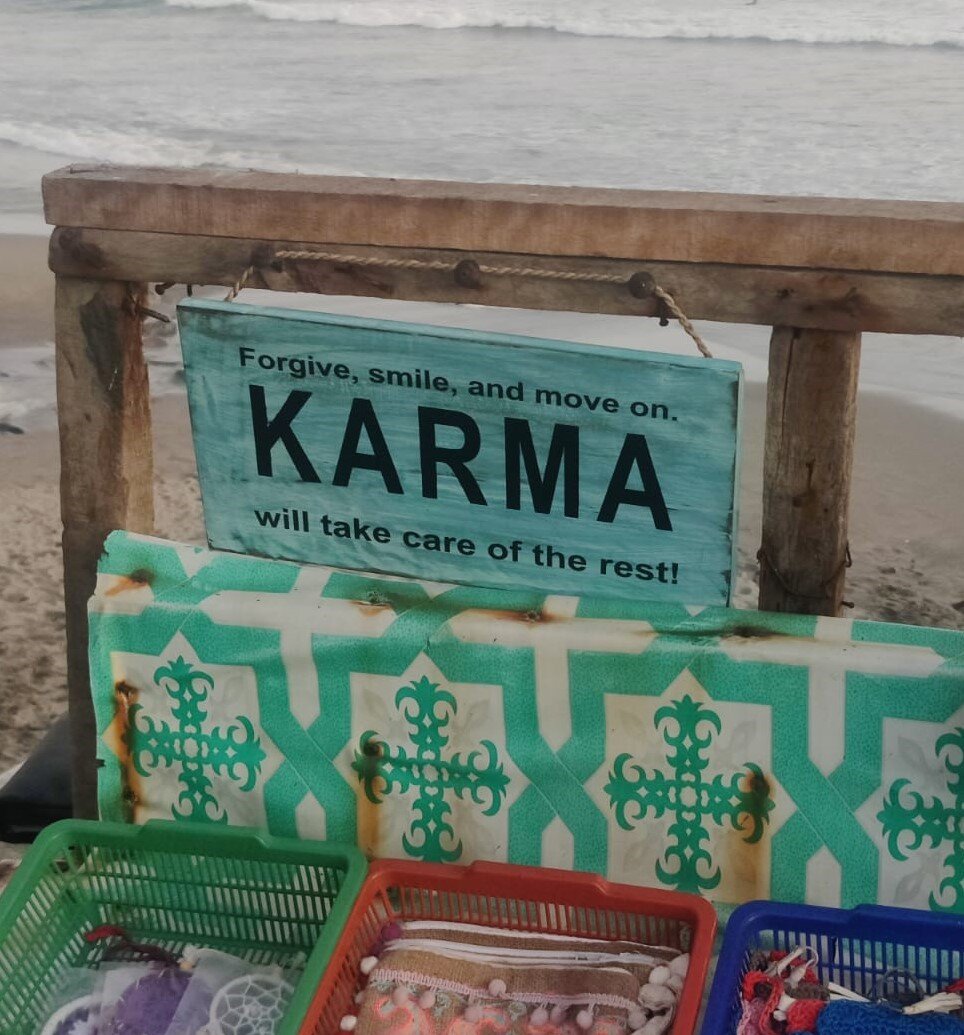 Forgive, smile, and move on.
KARMA
will take care of the rest!